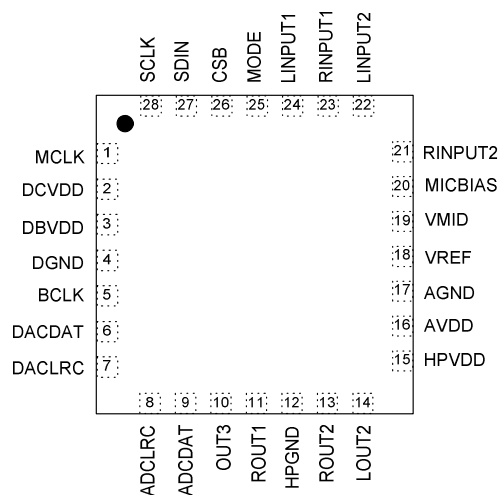 SCLK
SDIN
CSB
MODE
LINPUT1
RINPUT1
LINPUT2
28 27 26 25 24 23 22
MCLK 1
DCVDD 2
DBVDD 3
DGND 4
BCLK 5
DACDAT 6
DACLRC 7
21 RINPUT2
20 MICBIAS
19 VMID
18 VREF
17 AGND
16 AVDD
15 HPVDD
8 9 10 11 12 13 14
ADCLRC
ADCDAT
OUT3
ROUT1
HPGND
ROUT2
LOUT2